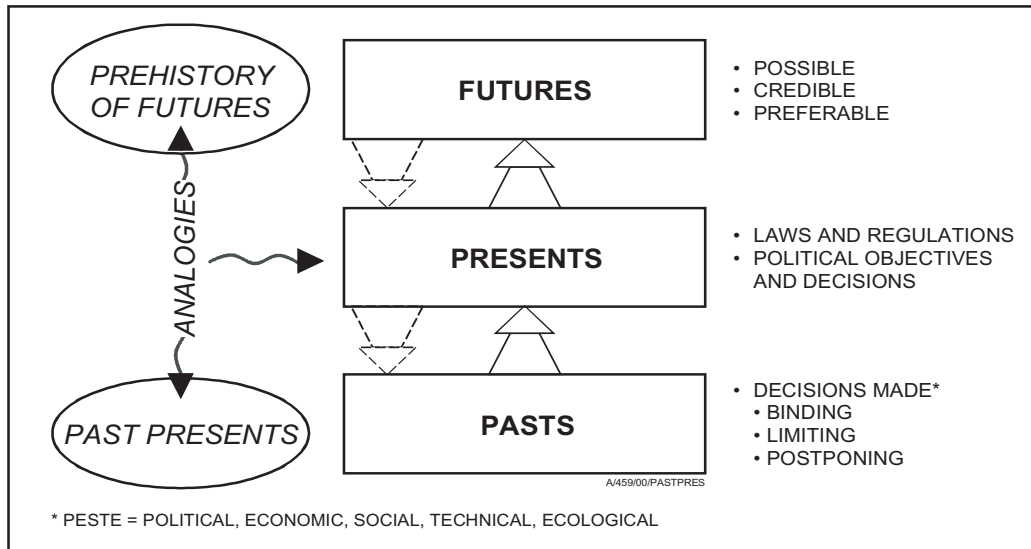 PREHISTORY
OF FUTURES
FUTURES
• POSSIBLE
• CREDIBLE
• PREFERABLE
ANALOGIES
PRESENTS
• LAWS AND REGULATIONS
• POLITICAL OBJECTIVES
AND DECISIONS
PAST PRESENTS
PASTS
• DECISIONS MADE*
• BINDING
• LIMITING
• POSTPONING
A/459/00/PASTPRES
* PESTE = POLITICAL, ECONOMIC, SOCIAL, TECHNICAL, ECOLOGICAL